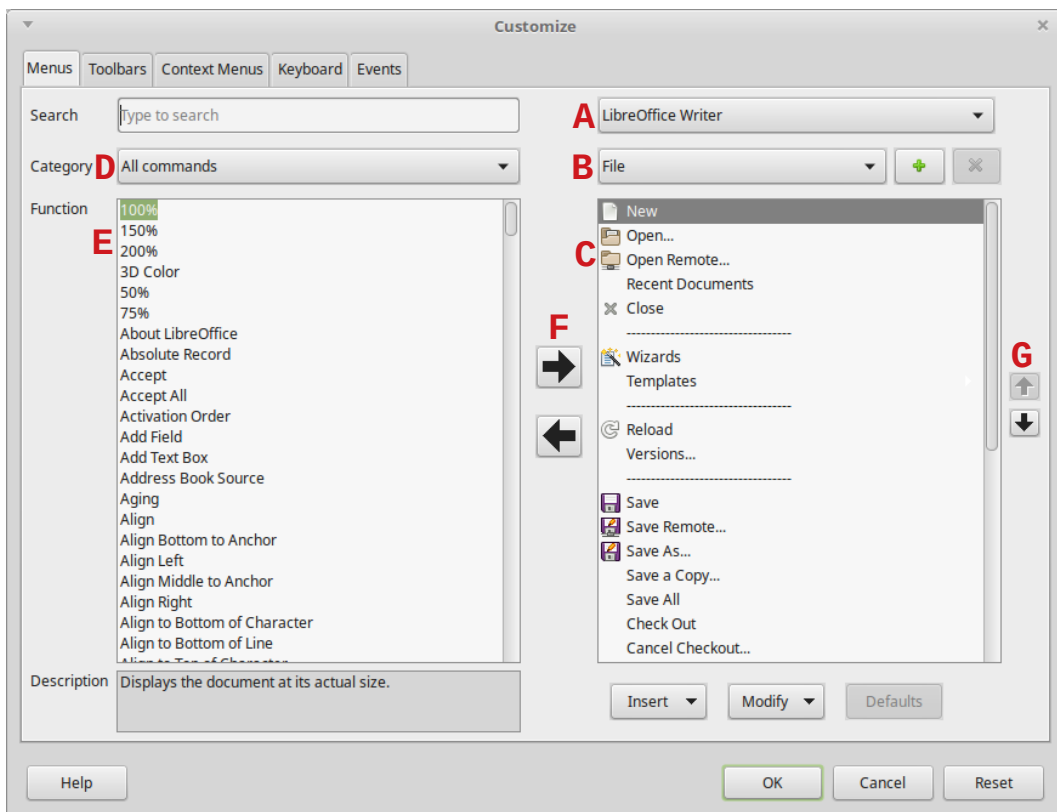 Customize
Menus Toolbars Context Menus Keyboard Events
Search Type to search A LibreOffice Writer
Category D All commands B File
Function
E
100%
150%
200%
3D Color
50%
75%
About LibreOffice
Absolute Record
Accept
Accept All
Activation Order
Add Field
Add Text Box
Address Book Source
Aging
Align
Align Bottom to Anchor
Align Left
Align Middle to Anchor
Align Right
Align to Bottom of Character
Align to Bottom of Line
Align to Top of Character
Description Displays the document at its actual size.
F
New
Open...
C
Open Remote...
Recent Documents
Close
----------------------------------
Wizards
Templates
----------------------------------
Reload
Versions...
----------------------------------
Save
Save Remote...
Save As...
Save a Copy...
Save All
Check Out
Cancel Checkout...
G
Insert Modify Defaults
Help OK Cancel Reset